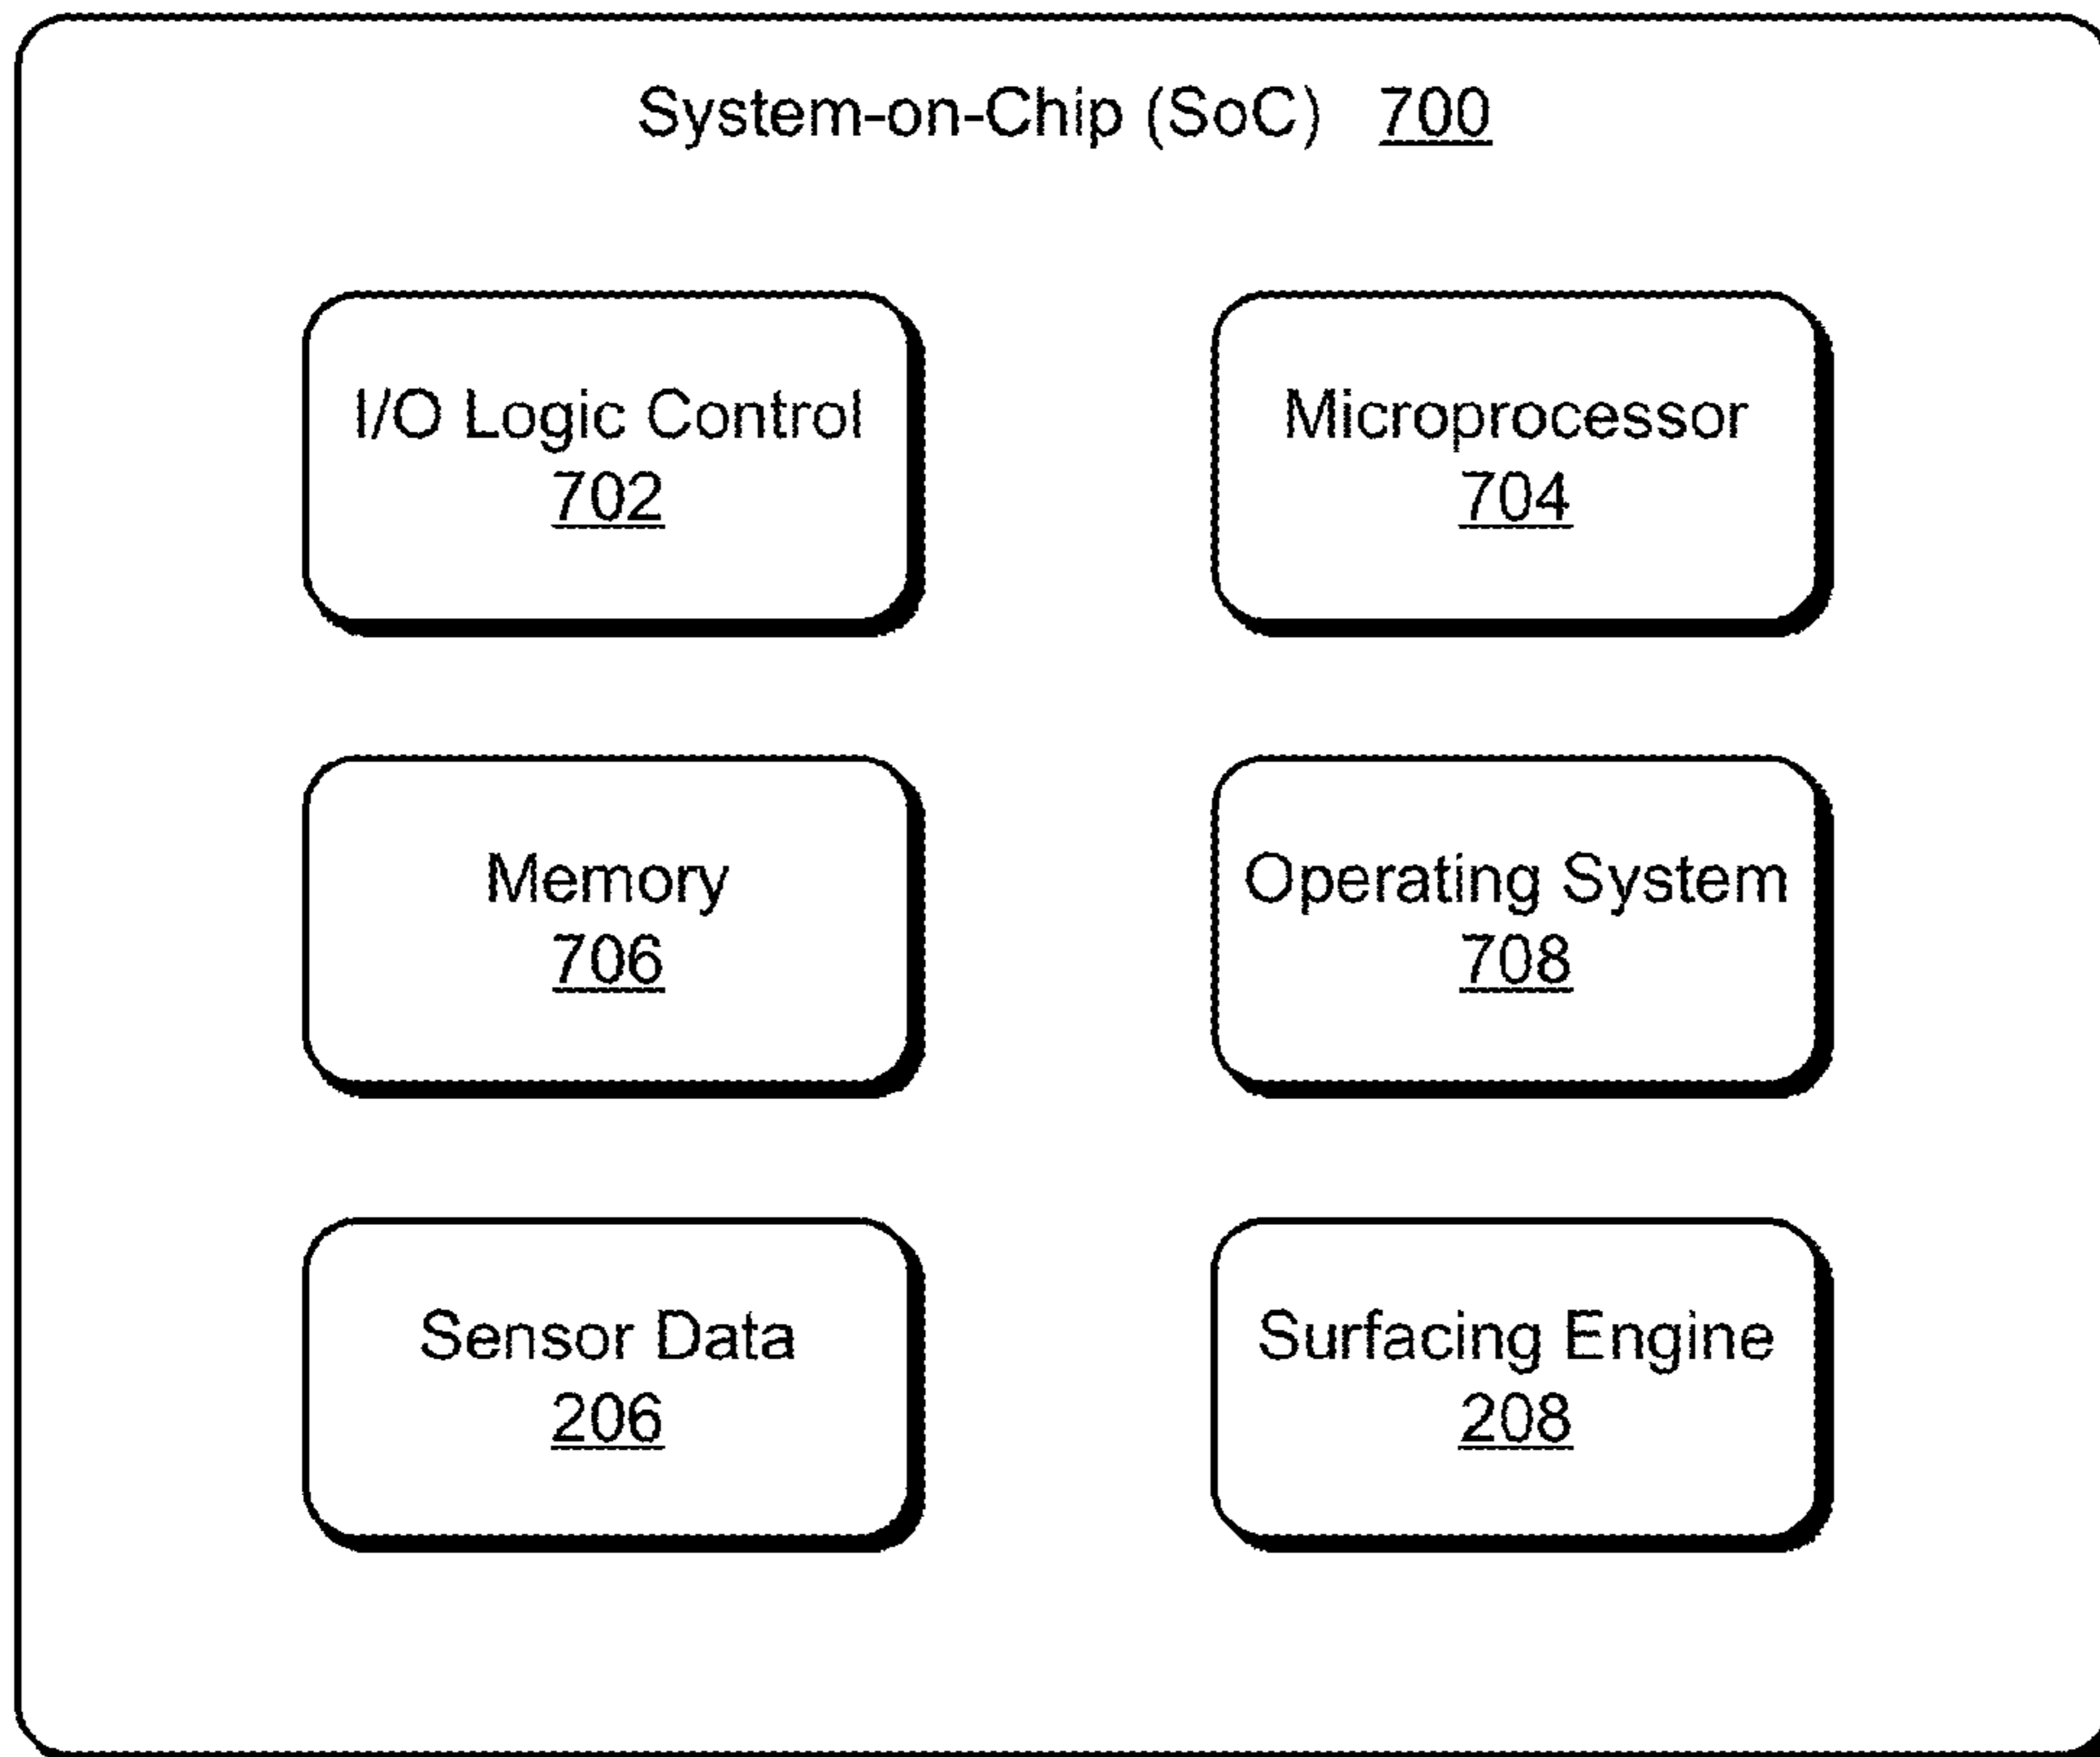 System-on-Chip (SoC) 700
I/O Logic Control
702
Microprocessor
704
Memory
706
Operating System
708
Sensor Data
206
Surfacing Engine
208